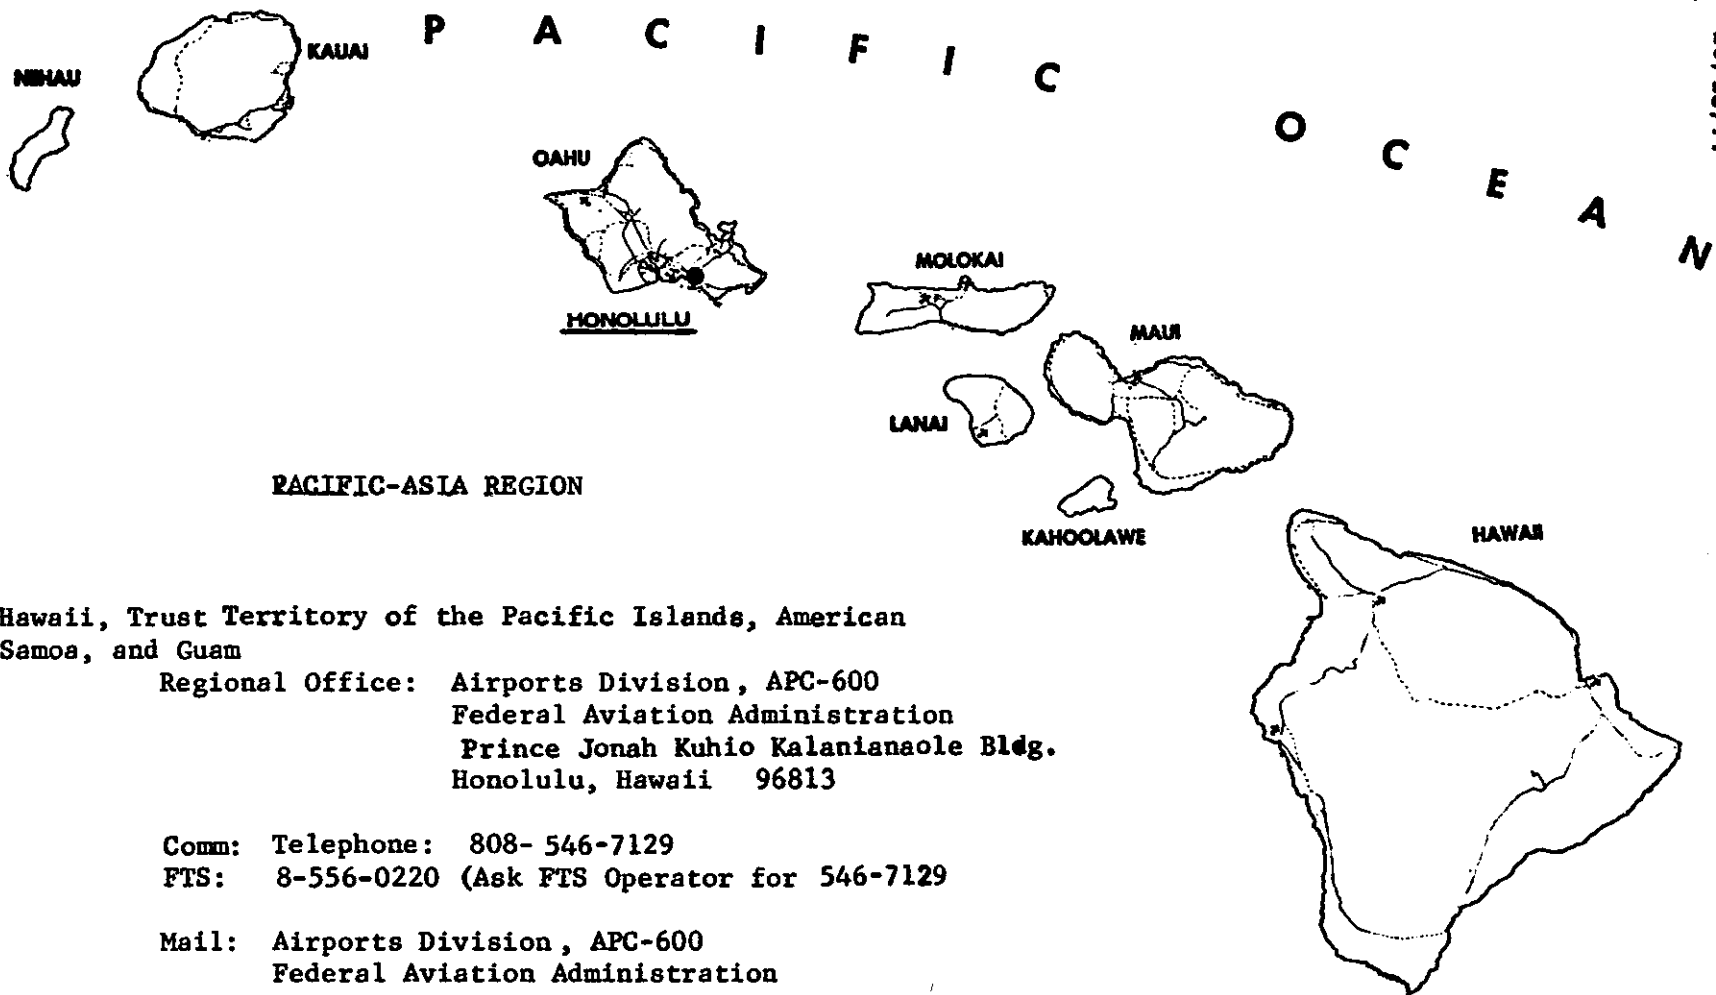 P A C I F I C O C E A N
NIIHAU
KAUAI
OAHU
HONOLULU
MOLOKAI
MAUI
LANAI
KAHOOLAWE
HAWAII
PACIFIC-ASIA REGION
Hawaii, Trust Territory of the Pacific Islands, American
Samoa, and Guam
Regional Office: Airports Division, APC-600
Federal Aviation Administration
Prince Jonah Kuhio Kalanianaole Bldg.
Honolulu, Hawaii 96813
Comm: Telephone: 808- 546-7129
FTS: 8-556-0220 (Ask FTS Operator for 546-7129
Mail: Airports Division, APC-600
Federal Aviation Administration